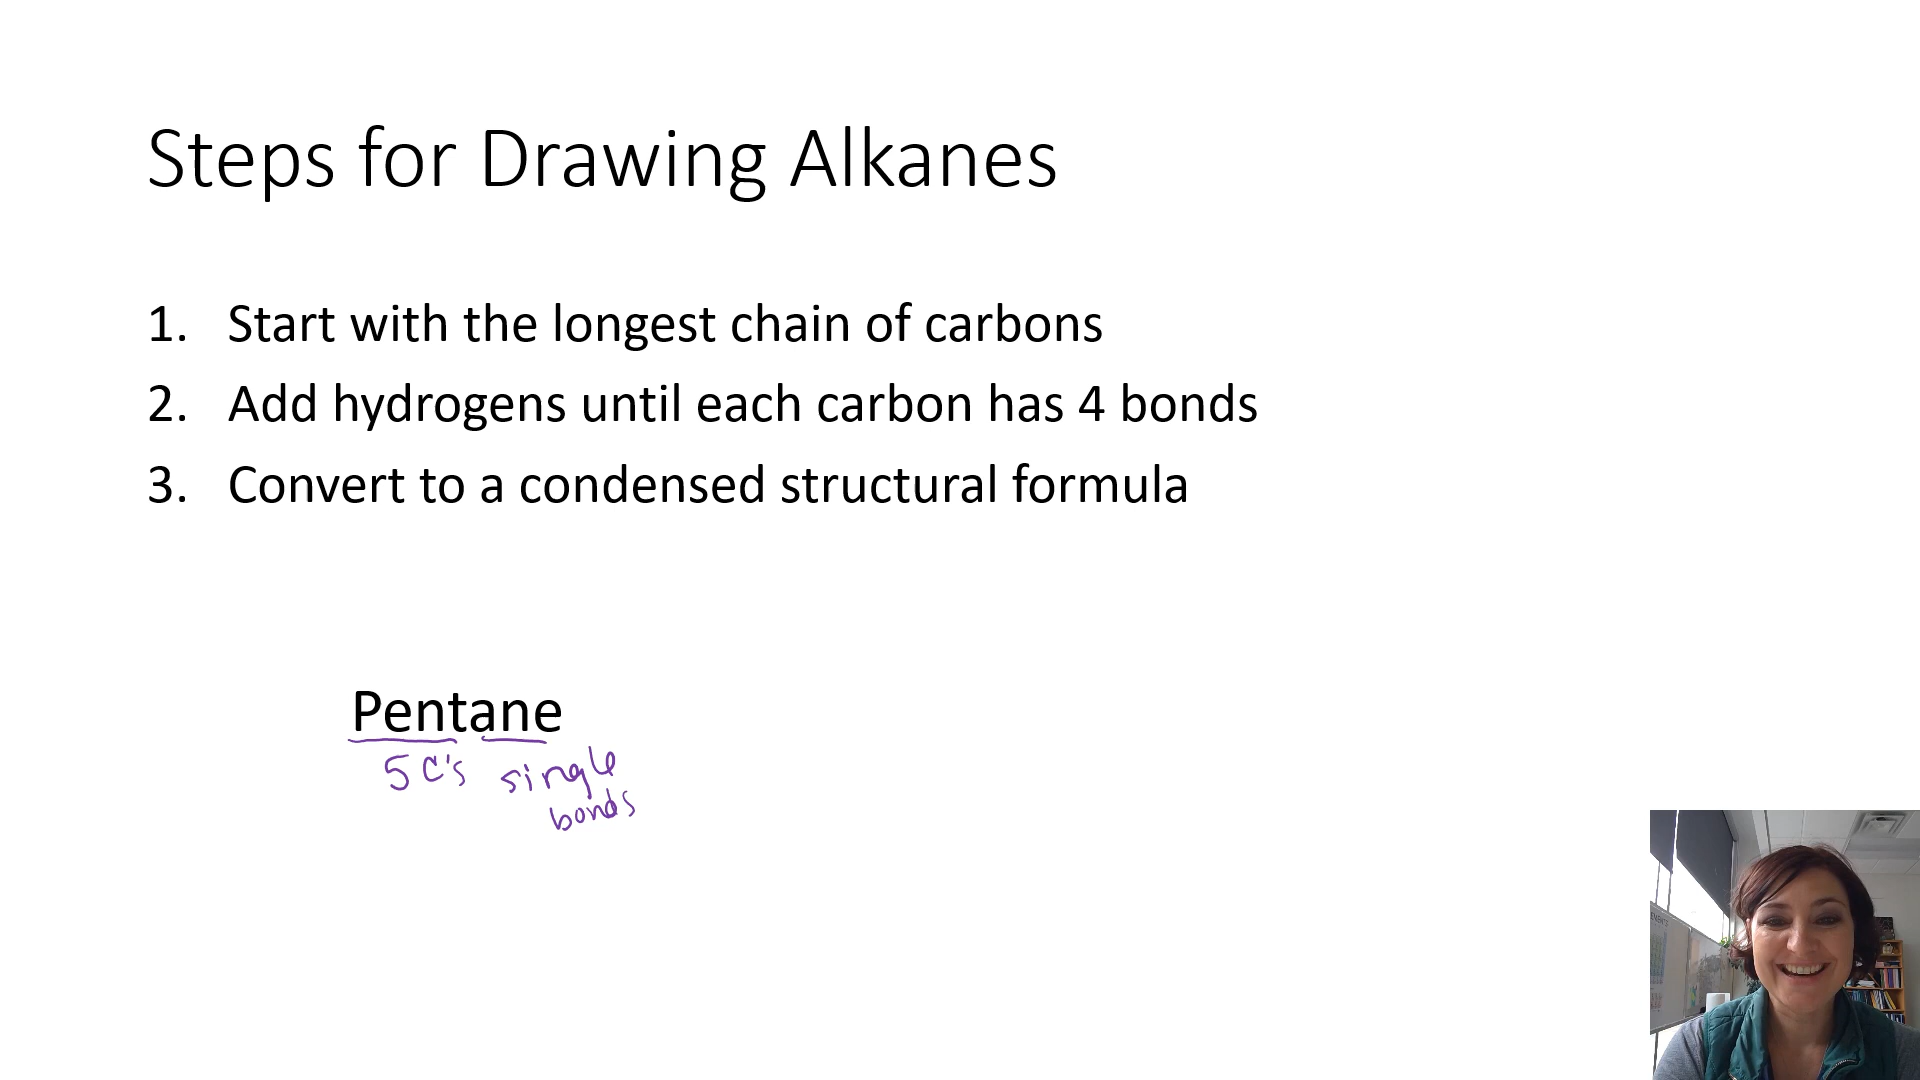 Steps for Drawing Alkanes
1. Start with the longest chain of carbons
2. Add hydrogens until each carbon has 4 bonds
3. Convert to a condensed structural formula
Pentane
5 C's single
bonds